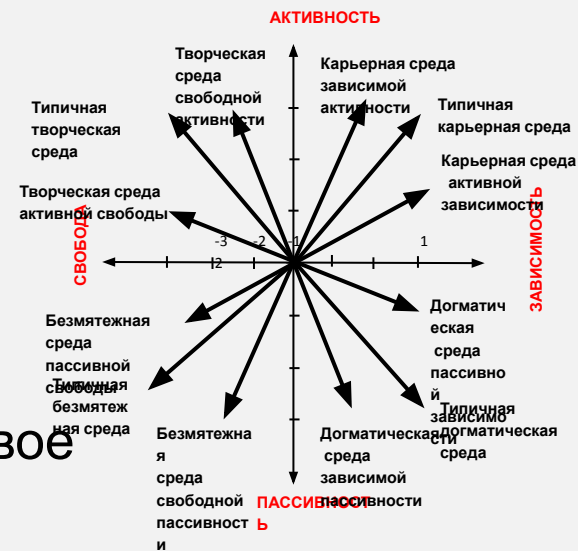 АКТИВНОСТЬ
Творческая
среда
свободной
активности
Карьерная среда
зависимой
активности
Типичная
творческая
среда
Типичная
карьерная среда
Творческая среда
активной свободы
Карьерная среда
активной
зависимости
СВОБОДА
ЗАВИСИМОСТЬ
-3 -2 -1 1
2
Безмятежная
среда
пассивной
свободы
Типичная
безмятеж
ная среда
Догматич
еская
среда
пассивно
й
зависимо
сти
Типичная
догматическая
среда
вое
Безмятежна
я
среда
свободной
пассивност
и
Догматическая
среда
зависимой
пассивности
ПАССИВНОСТ
Ь